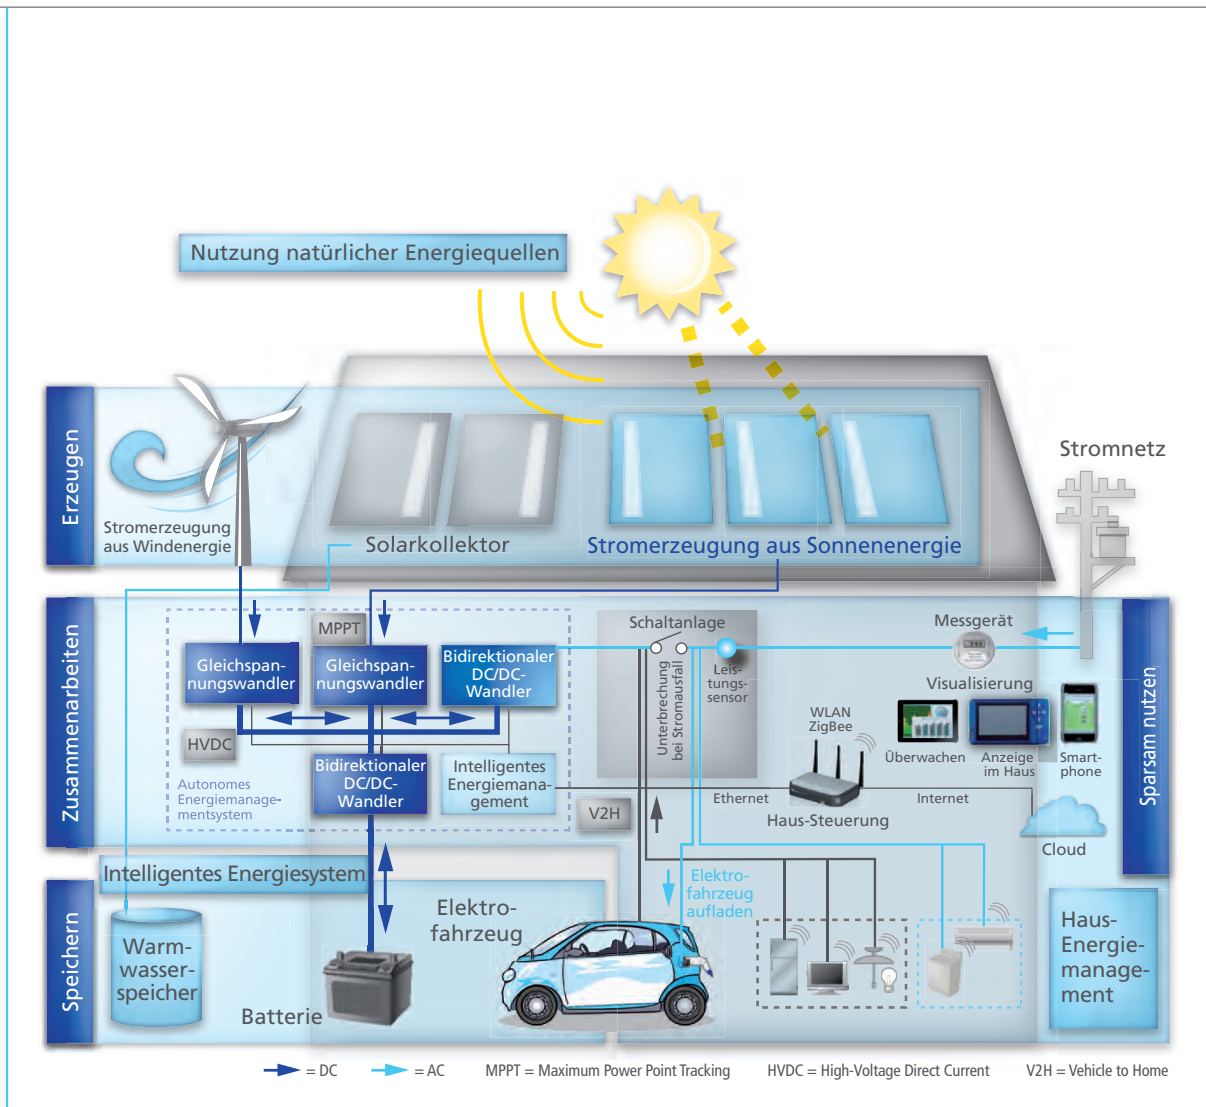 Nutzung natürlicher Energiequellen
Erzeugen
Stromerzeugung
aus Windenergie
Solarkollektor
Stromerzeugung aus Sonnenenergie
Stromnetz
Zusammenarbeiten
MPPT
Gleichspan-
nungswandler
Gleichspan-
nungswandler
Bidirektionaler
DC/DC-
Wandler
HVDC
Bidirektionaler
DC/DC-
Wandler
Intelligentes
Energiemana-
gement
Autonomes
Energiemanage-
mentsystem
V2H
Schaltanlage
Unterbrechung
bei Stromausfall
Leis-
tungs-
sensor
Messgerät
Visualisierung
WLAN
ZigBee
Überwachen
Anzeige
im Haus
Smart-
phone
Ethernet
Internet
Haus-Steuerung
Cloud
Sparsam nutzen
Intelligentes Energiesystem
Speichern
Warm-
wasser-
speicher
Batterie
Elektro-
fahrzeug
Elektro-
fahrzeug
aufladen
Haus-
Energie-
manage-
ment
= DC
= AC
MPPT = Maximum Power Point Tracking
HVDC = High-Voltage Direct Current
V2H = Vehicle to Home